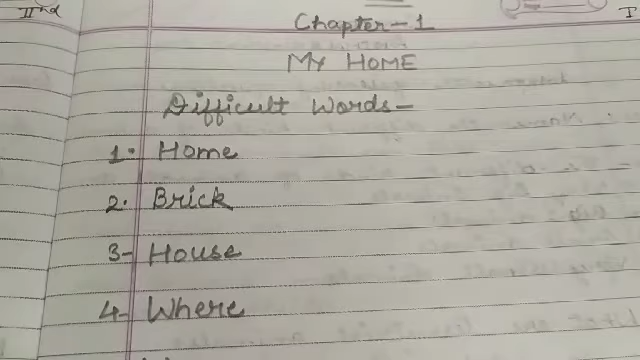 IInd
I
Chapter-1
MY HOME
Difficult Words-
1. Home
2. Brick
3- House
4- Where